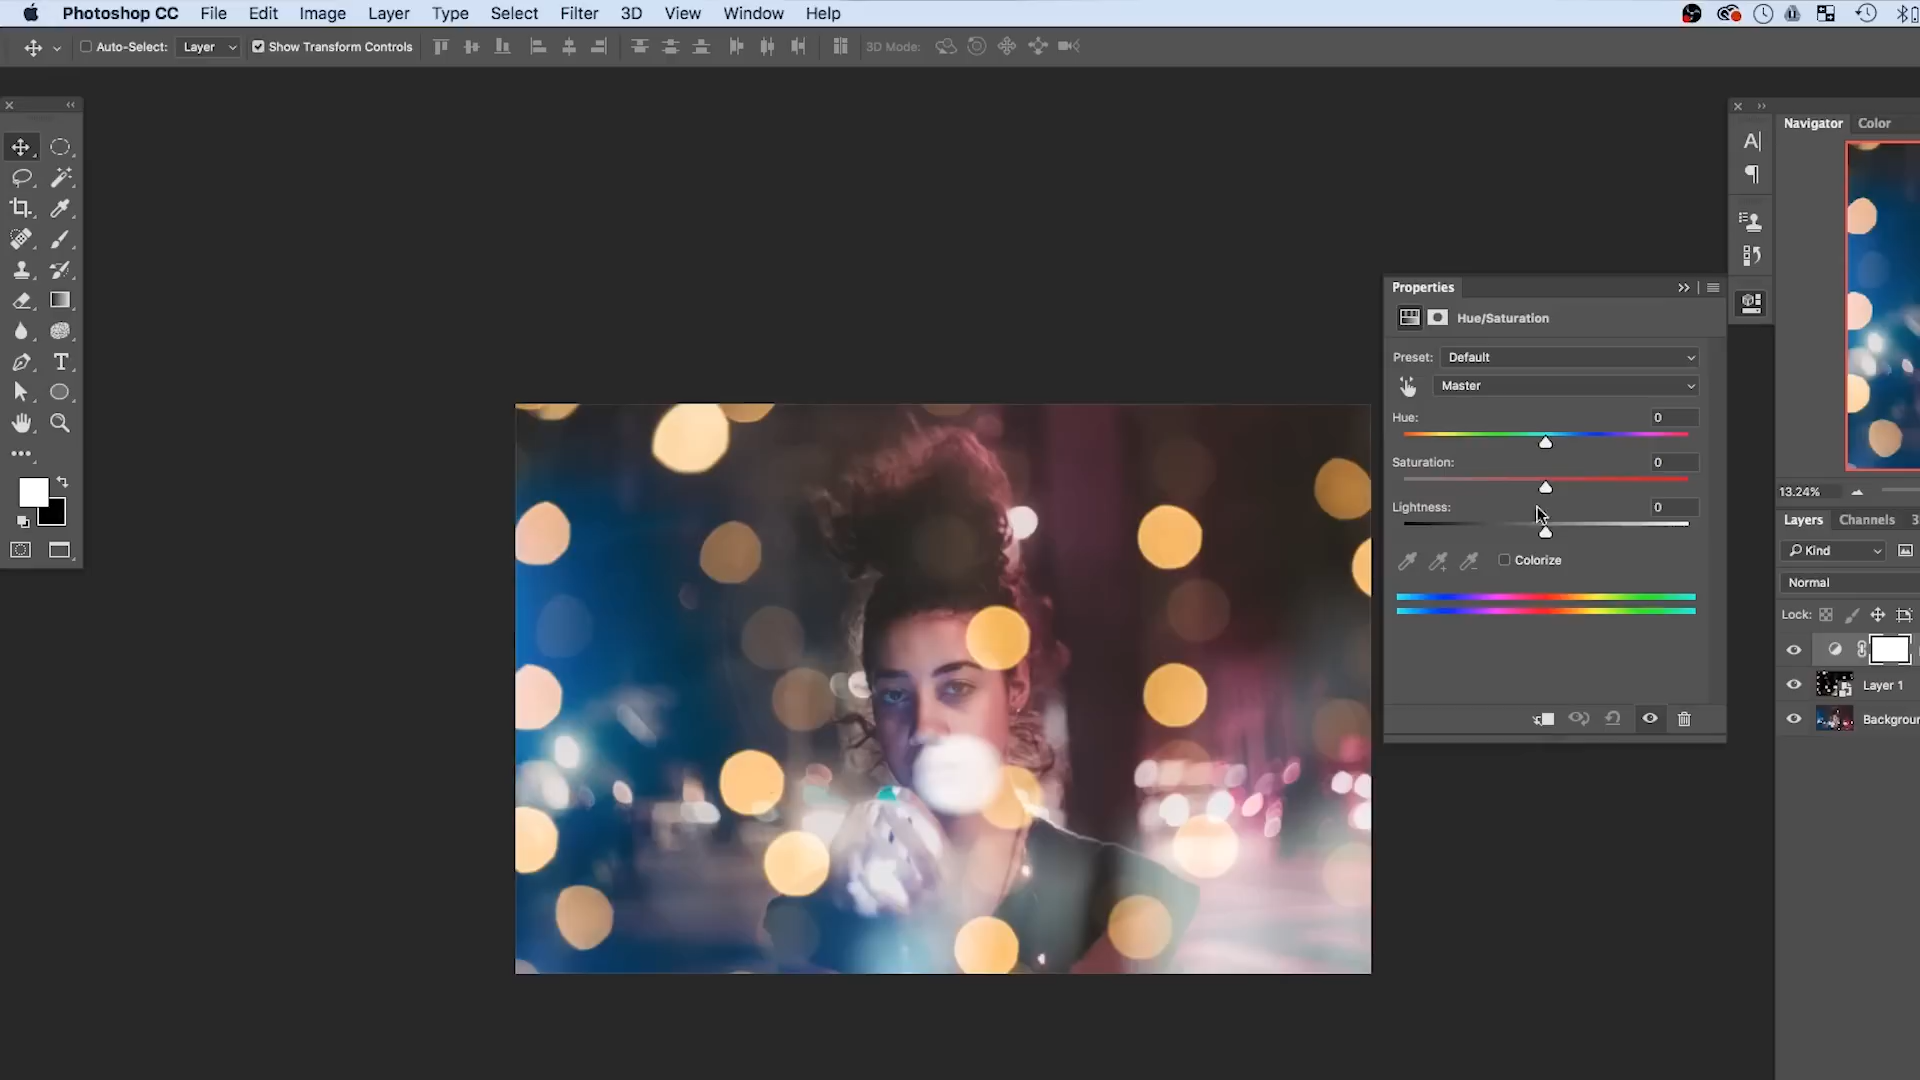 Photoshop CC File Edit Image Layer Type Select Filter 3D View Window Help
Auto-Select: Layer Show Transform Controls 3D Mode:
Navigator Color
Properties
Hue/Saturation
Preset: Default
Master
Hue: 0
Saturation: 0
Lightness: 0
Colorize
13.24%
Layers Channels 3
Kind
Normal
Lock:
Layer 1
Backgroun